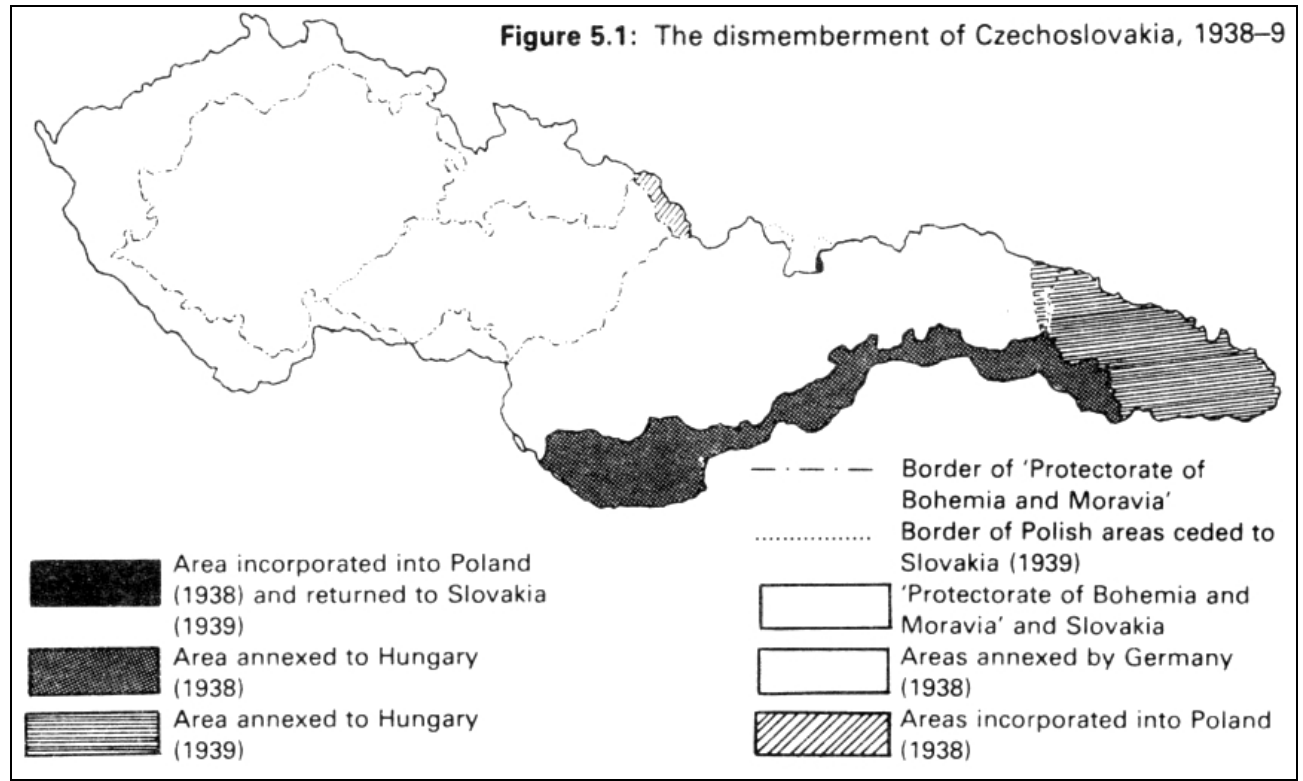 Figure 5.1: The dismemberment of Czechoslovakia, 1938–9
Border of 'Protectorate of
Bohemia and Moravia'
Border of Polish areas ceded to
Slovakia (1939)
Area incorporated into Poland
(1938) and returned to Slovakia
(1939)
Area annexed to Hungary
(1938)
Area annexed to Hungary
(1939)
'Protectorate of Bohemia and
Moravia' and Slovakia
Areas annexed by Germany
(1938)
Areas incorporated into Poland
(1938)